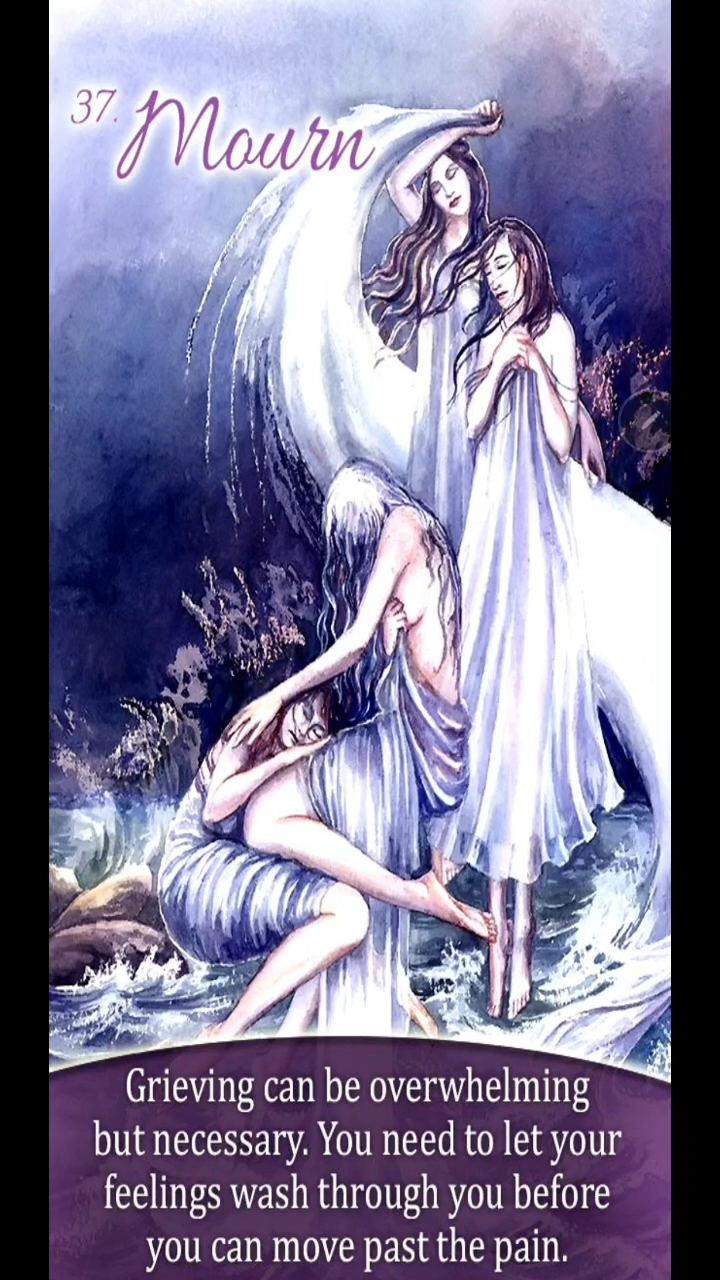 37. Mourn
Grieving can be overwhelming
but necessary. You need to let your
feelings wash through you before
you can move past the pain.